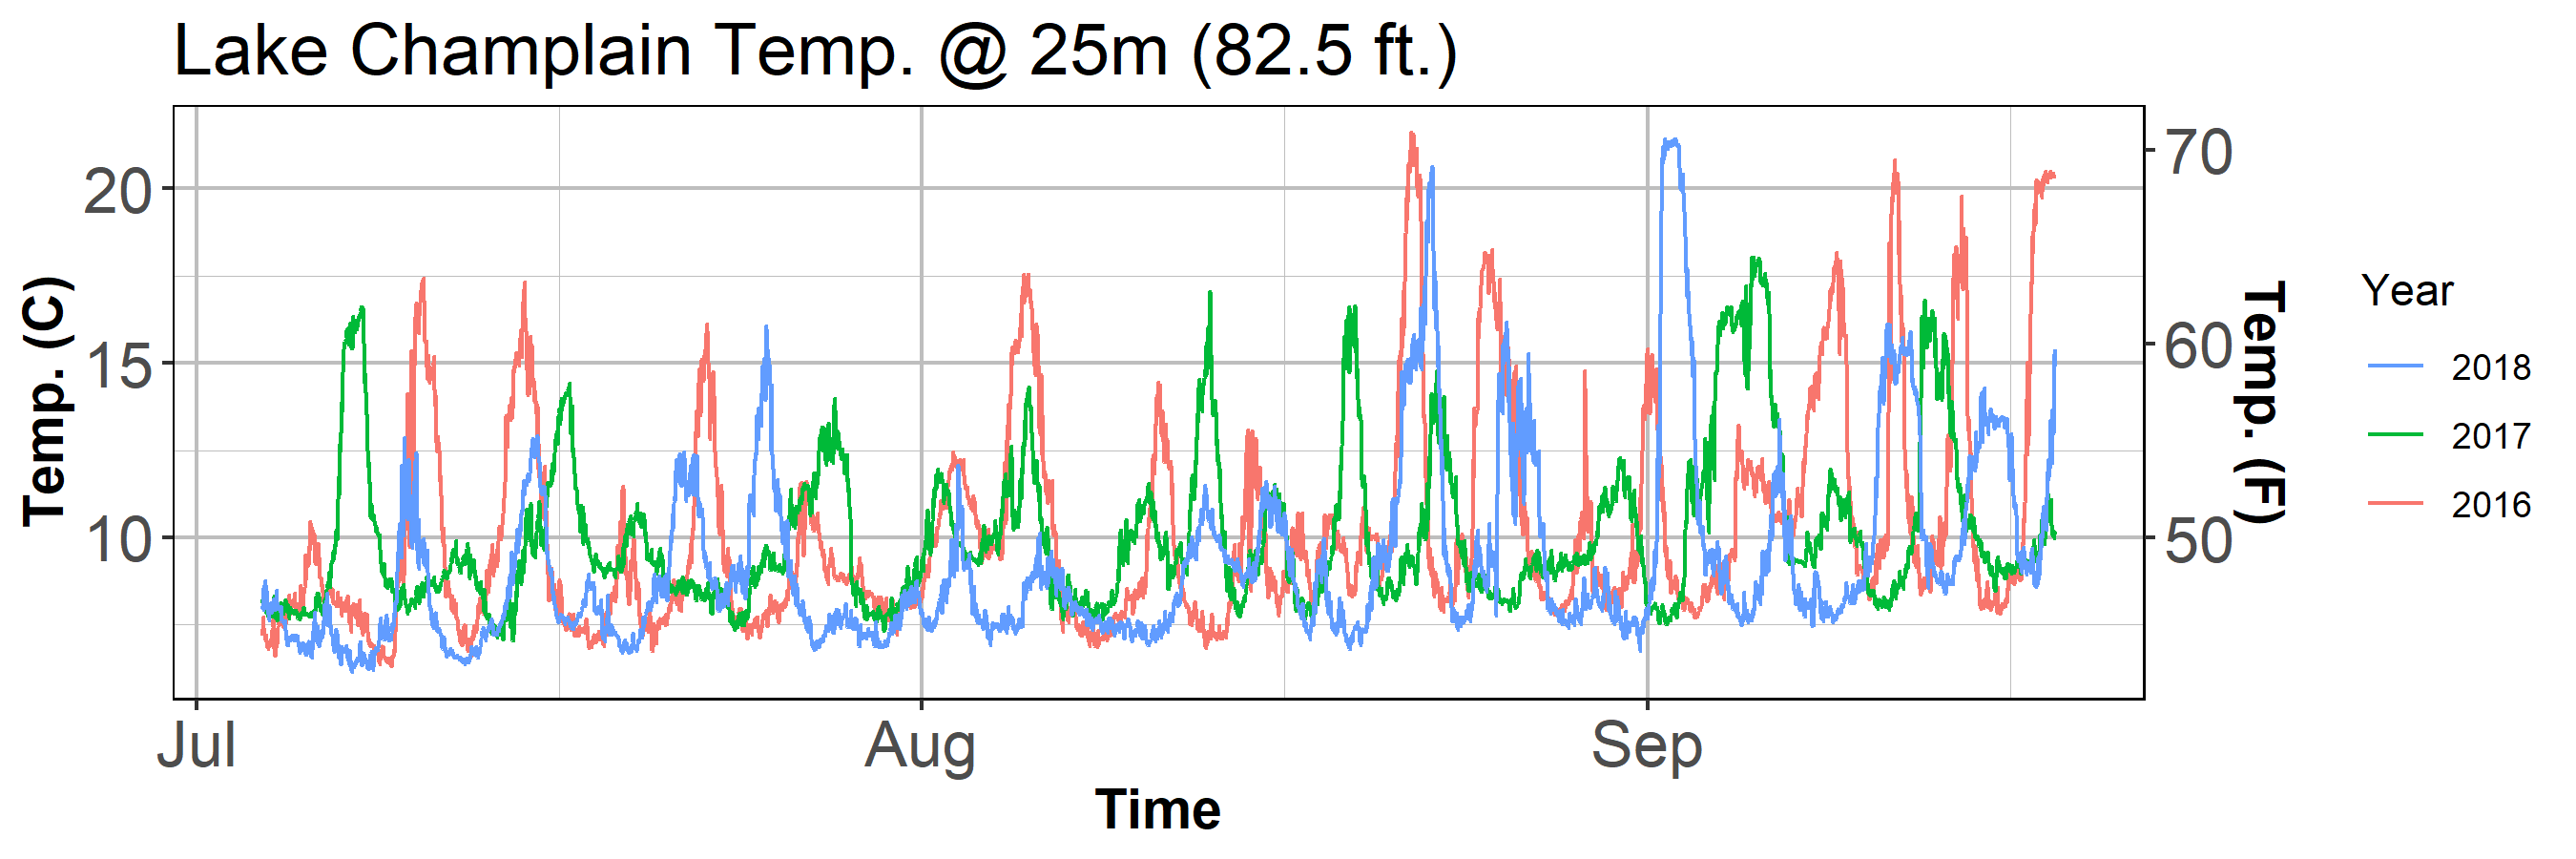 Lake Champlain Temp. @ 25m (82.5 ft.)
Temp. (C)
20
15
10
70
60
50
Temp. (F)
Jul
Aug
Sep
Time
Year
2018
2017
2016